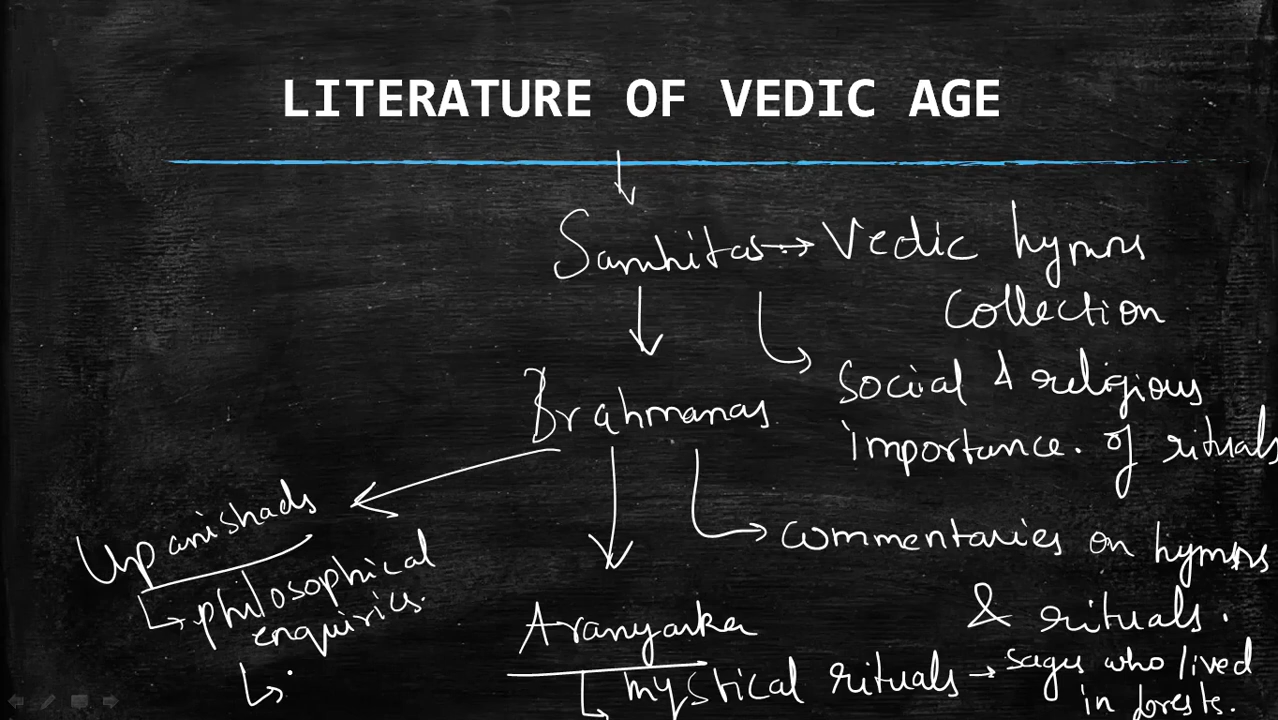 LITERATURE OF VEDIC AGE
Samhitas → Vedic hymns
Collection
Social & religious
importance. of rituals
Brahmanas
Commentaries on hymns
& rituals.
Upanishads
philosophical
enquiries.
Aranyaka
mystical rituals → sages who lived
in forests.